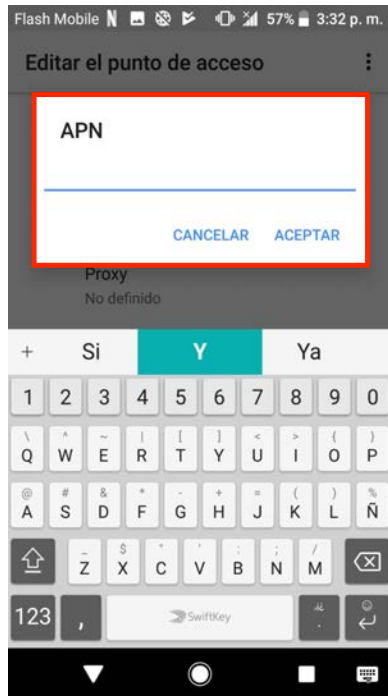 Flash Mobile N 57% 3:32 p. m.
Editar el punto de acceso
APN
CANCELAR ACEPTAR
Proxy
No definido
+ Si Y Ya
1 2 3 4 5 6 7 8 9 0
\ ^ ~ | [ ] < > { }
Q W E R T Y U I O P
@ # & * - + = ( ) %
A S D F G H J K L Ñ
_ $ " ' : ; /
Z X C V B N M
123 , SwiftKey .